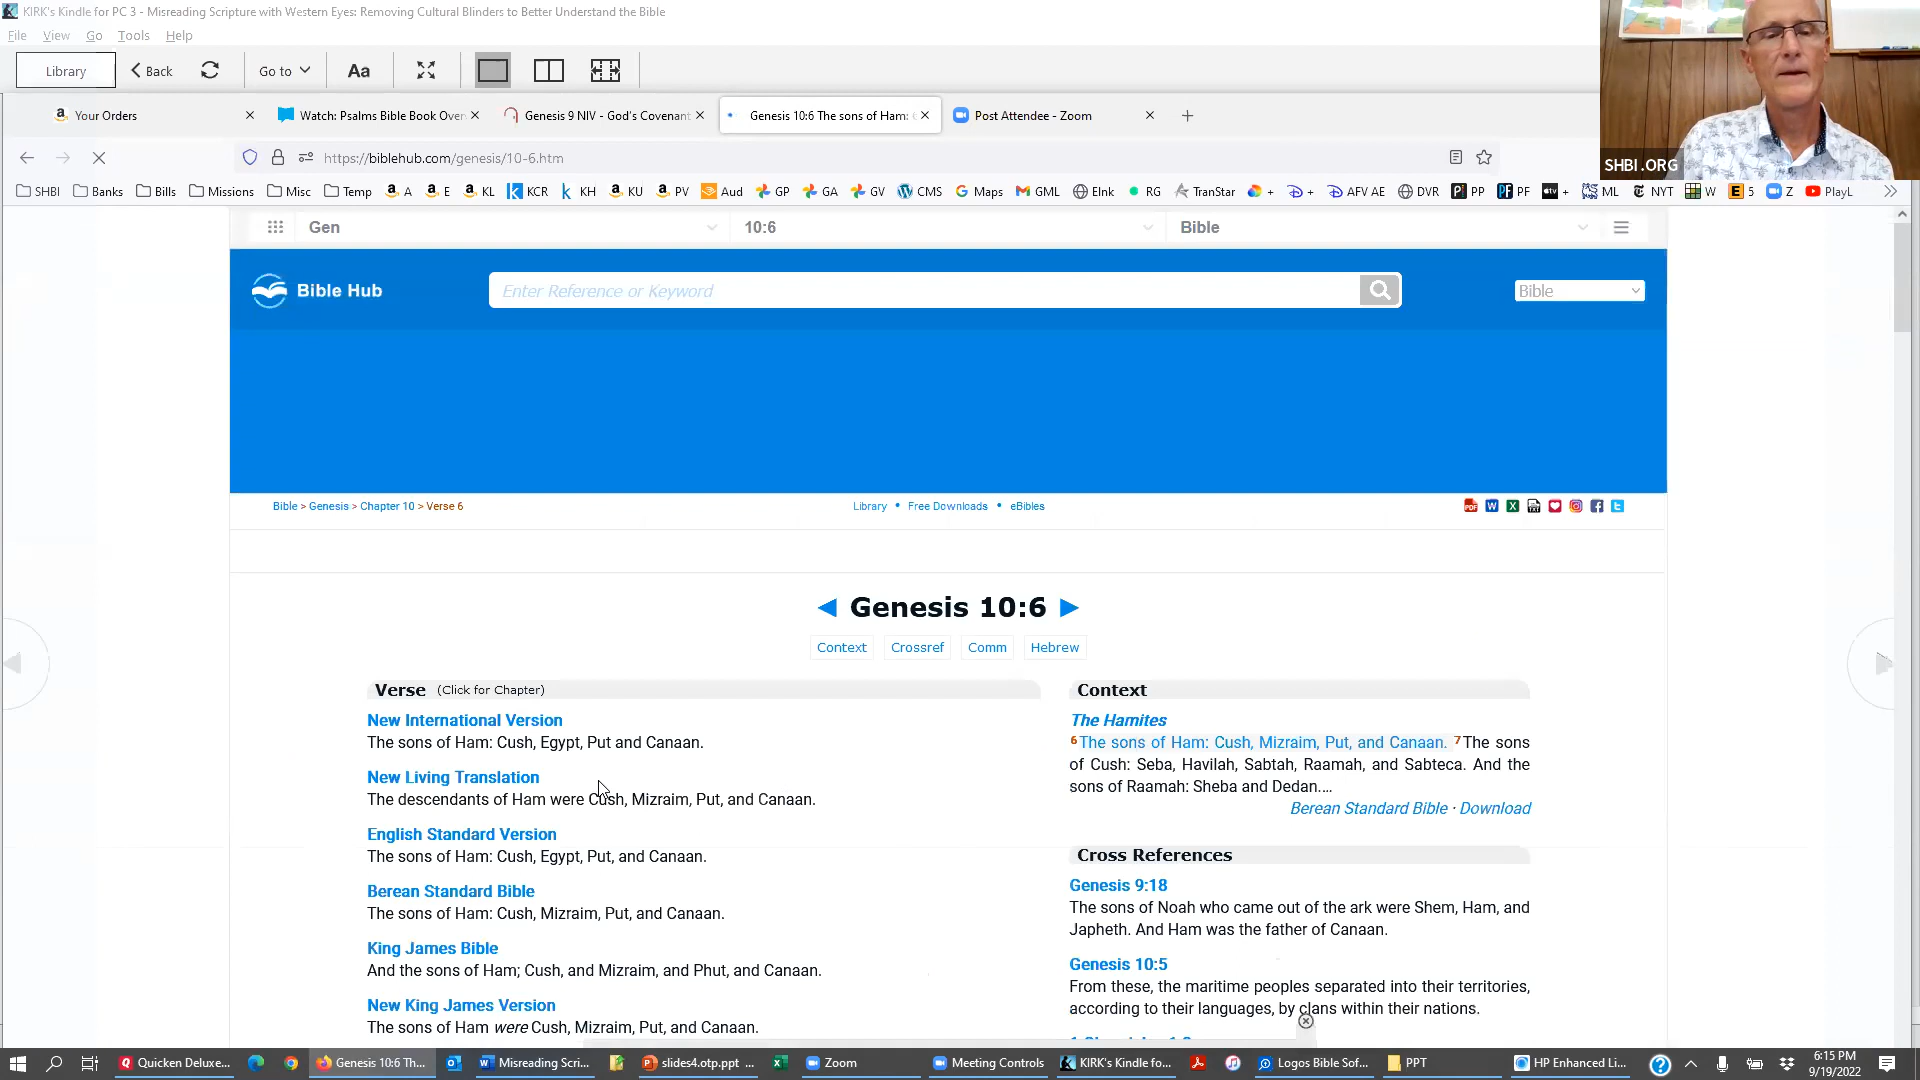 KIRK's Kindle for PC 3 - Misreading Scripture with Western Eyes: Removing Cultural Blinders to Better Understand the Bible
File View Go Tools Help
Library Back Go to Aa
Your Orders Watch: Psalms Bible Book Over Genesis 9 NIV - God's Covenant Genesis 10:6 The sons of Ham: Post Attendee - Zoom
https://biblehub.com/genesis/10-6.htm
SHBI.ORG
SHBI Banks Bills Missions Misc Temp A E KL KCR KH KU PV Aud GP GA GV CMS Maps GML EInk RG TranStar + D+ AFV AE DVR PP PF + ML NYT W 5 Z PlayL
Gen 10:6 Bible
Bible Hub Enter Reference or Keyword Bible
Bible > Genesis > Chapter 10 > Verse 6 Library • Free Downloads • eBibles
◄ Genesis 10:6 ►
Context Crossref Comm Hebrew
Verse (Click for Chapter)
New International Version
The sons of Ham: Cush, Egypt, Put and Canaan.
New Living Translation
The descendants of Ham were Cush, Mizraim, Put, and Canaan.
English Standard Version
The sons of Ham: Cush, Egypt, Put, and Canaan.
Berean Standard Bible
The sons of Ham: Cush, Mizraim, Put, and Canaan.
King James Bible
And the sons of Ham; Cush, and Mizraim, and Phut, and Canaan.
New King James Version
The sons of Ham were Cush, Mizraim, Put, and Canaan.
Context
The Hamites
6The sons of Ham: Cush, Mizraim, Put, and Canaan. 7The sons
of Cush: Seba, Havilah, Sabtah, Raamah, and Sabteca. And the
sons of Raamah: Sheba and Dedan.…
Berean Standard Bible · Download
Cross References
Genesis 9:18
The sons of Noah who came out of the ark were Shem, Ham, and
Japheth. And Ham was the father of Canaan.
Genesis 10:5
From these, the maritime peoples separated into their territories,
according to their languages, by clans within their nations.
Quicken Deluxe... Genesis 10:6 Th... Misreading Scri... slides4.otp.ppt ... Zoom Meeting Controls KIRK's Kindle fo... Logos Bible Sof... PPT HP Enhanced Li...
6:15 PM
9/19/2022